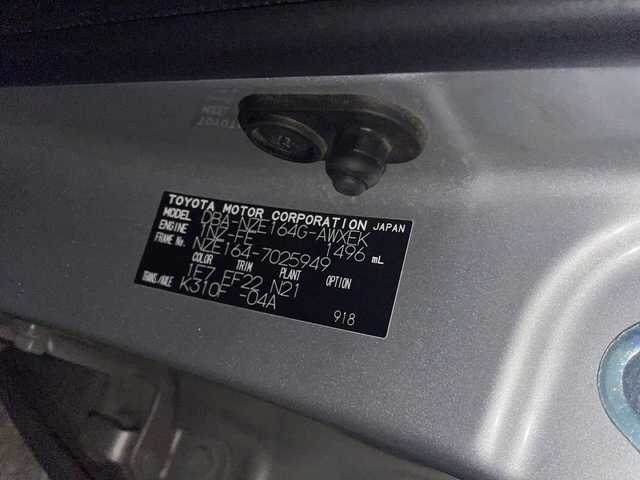 TOYOTA MOTOR CORPORATION JAPAN
MODEL DBA-NZE164G-AWXEK
ENGINE 1NZ-FE 1496 mL
FRAME No. NZE164-7025949
COLOR TRIM PLANT OPTION
1E7 FF22 N21
TRANS/AXLE K310F -04A
918